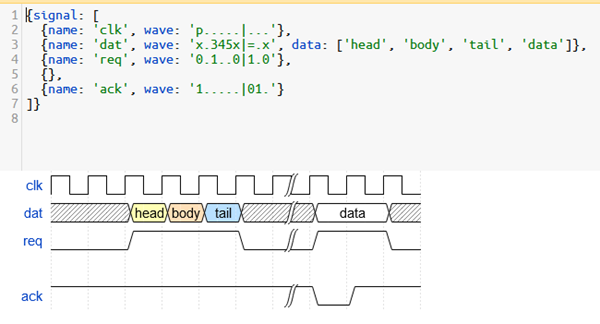 1 {signal: [
2   {name: 'clk', wave: 'p.....|...'},
3   {name: 'dat', wave: 'x.345x|=.x', data: ['head', 'body', 'tail', 'data']},
4   {name: 'req', wave: '0.1..0|1.0'},
5   {},
6   {name: 'ack', wave: '1.....|01.'}
7 ]}
8
clk
dat head body tail data
req
ack